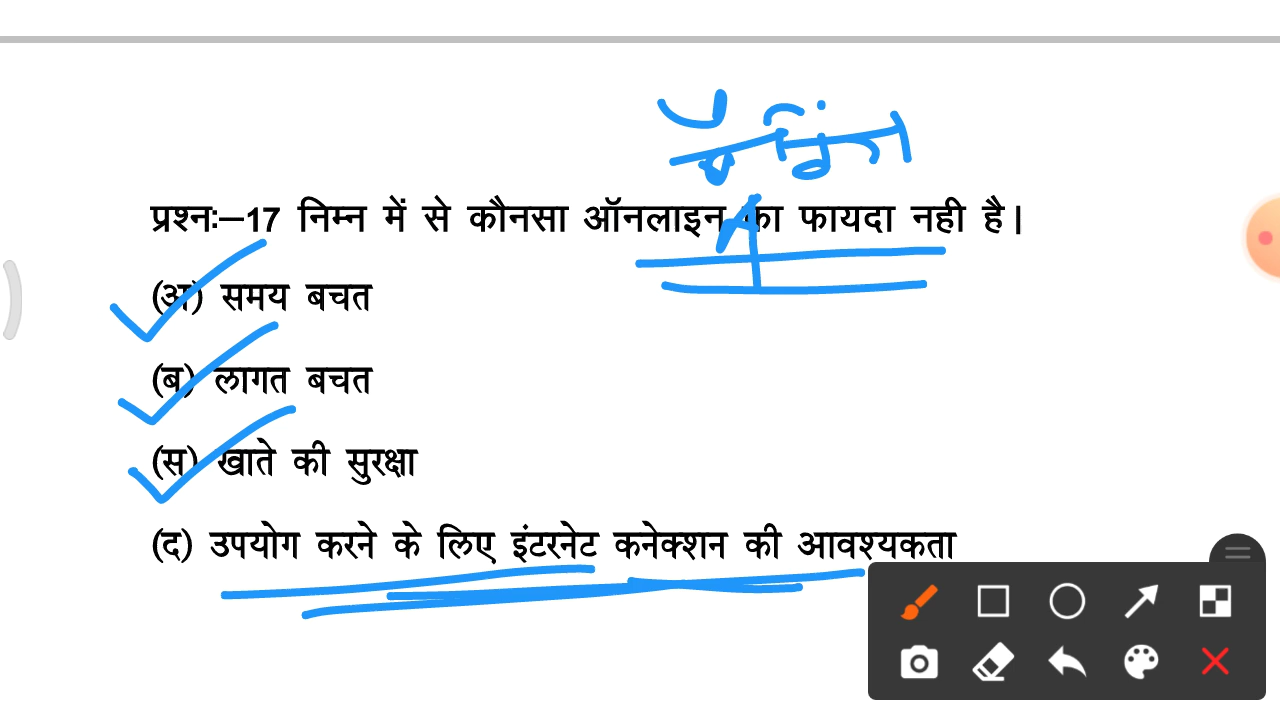 प्रश्नः–17 निम्न में से कौनसा ऑनलाइन का फायदा नही है।
(अ) समय बचत
(ब) लागत बचत
(स) खाते की सुरक्षा
(द) उपयोग करने के लिए इंटरनेट कनेक्शन की आवश्यकता